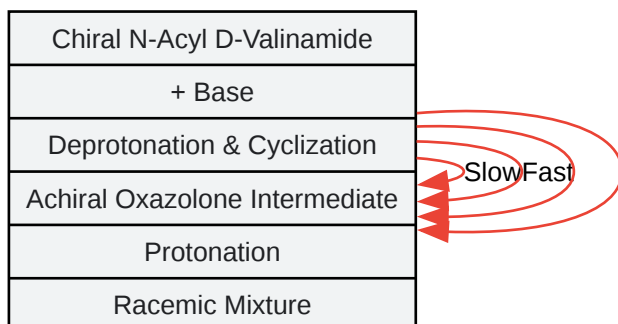 Chiral N-Acyl D-Valinamide
+ Base
Deprotonation & Cyclization
SlowFast
Achiral Oxazolone Intermediate
Protonation
Racemic Mixture